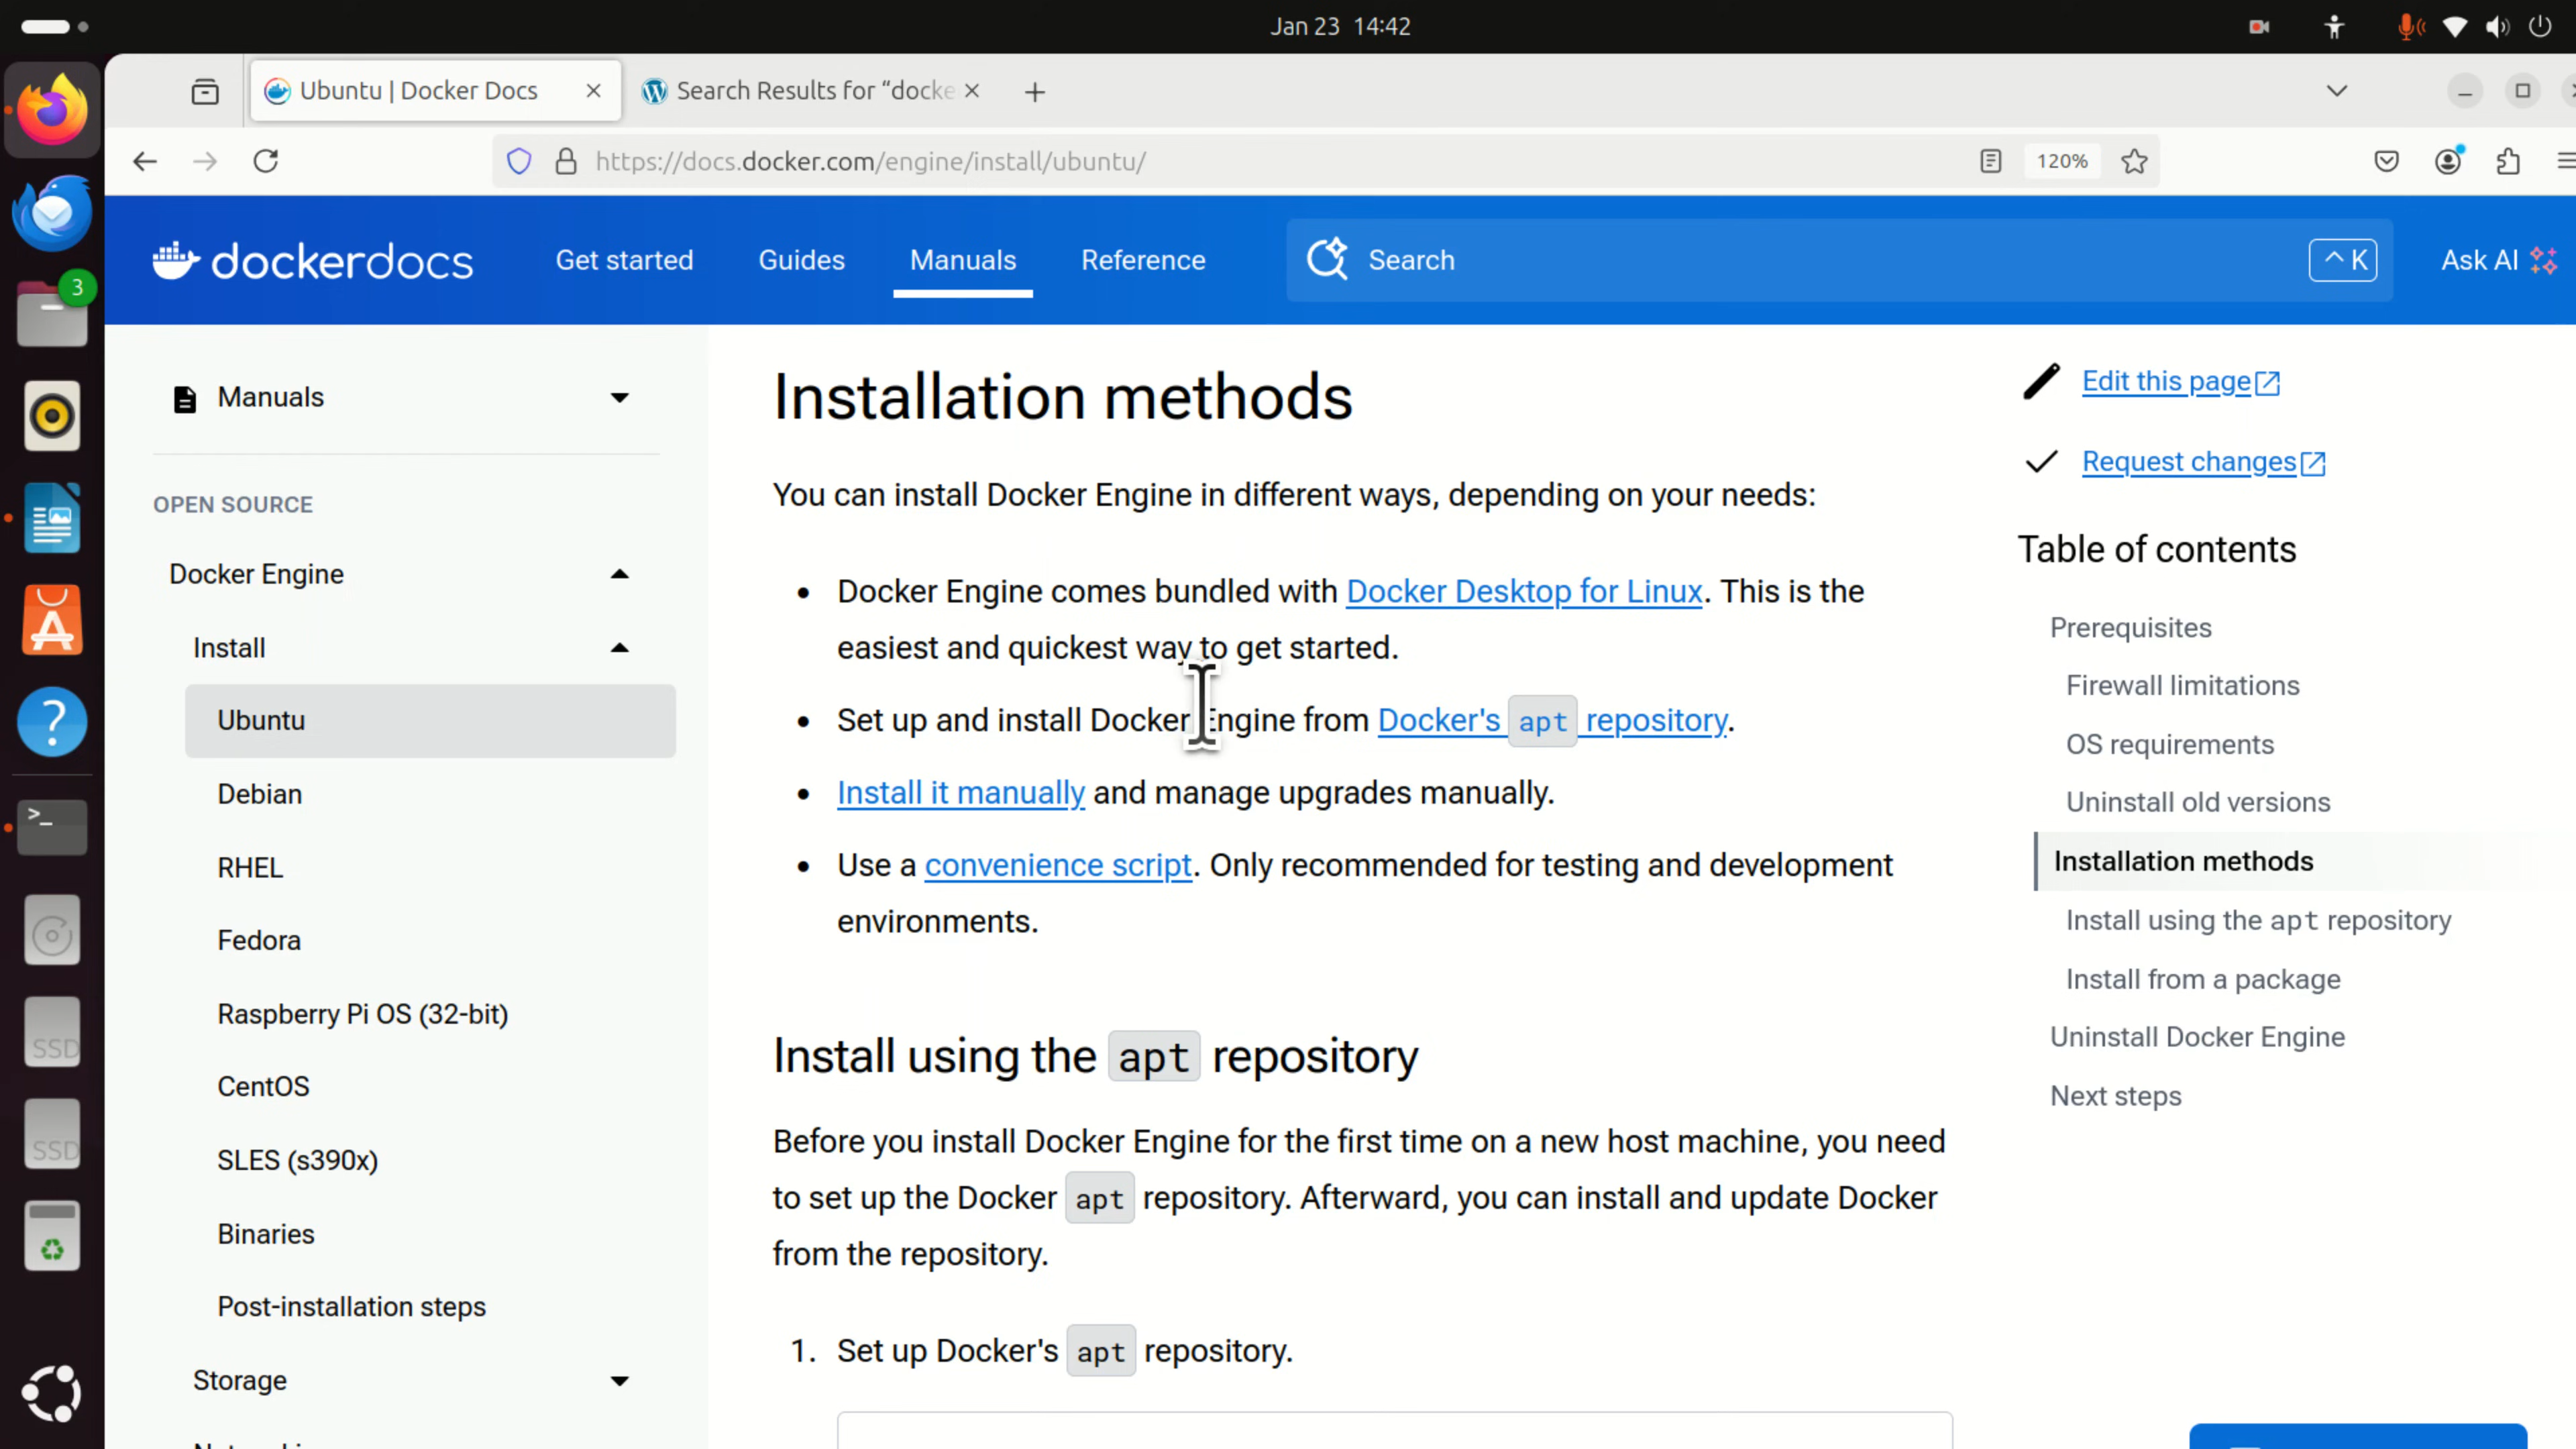 Jan 23 14:42
Ubuntu | Docker Docs
Search Results for “docke
https://docs.docker.com/engine/install/ubuntu/
120%
dockerdocs
Get started
Guides
Manuals
Reference
Search
^ K
Ask AI
3
Manuals
OPEN SOURCE
Docker Engine
Install
Ubuntu
Debian
RHEL
Fedora
Raspberry Pi OS (32-bit)
CentOS
SLES (s390x)
Binaries
Post-installation steps
Storage
SSD
SSD
Installation methods
You can install Docker Engine in different ways, depending on your needs:
• Docker Engine comes bundled with Docker Desktop for Linux. This is the
easiest and quickest way to get started.
• Set up and install Docker Engine from Docker's apt repository.
• Install it manually and manage upgrades manually.
• Use a convenience script. Only recommended for testing and development
environments.
Install using the apt repository
Before you install Docker Engine for the first time on a new host machine, you need
to set up the Docker apt repository. Afterward, you can install and update Docker
from the repository.
1. Set up Docker's apt repository.
Edit this page
Request changes
Table of contents
Prerequisites
Firewall limitations
OS requirements
Uninstall old versions
Installation methods
Install using the apt repository
Install from a package
Uninstall Docker Engine
Next steps